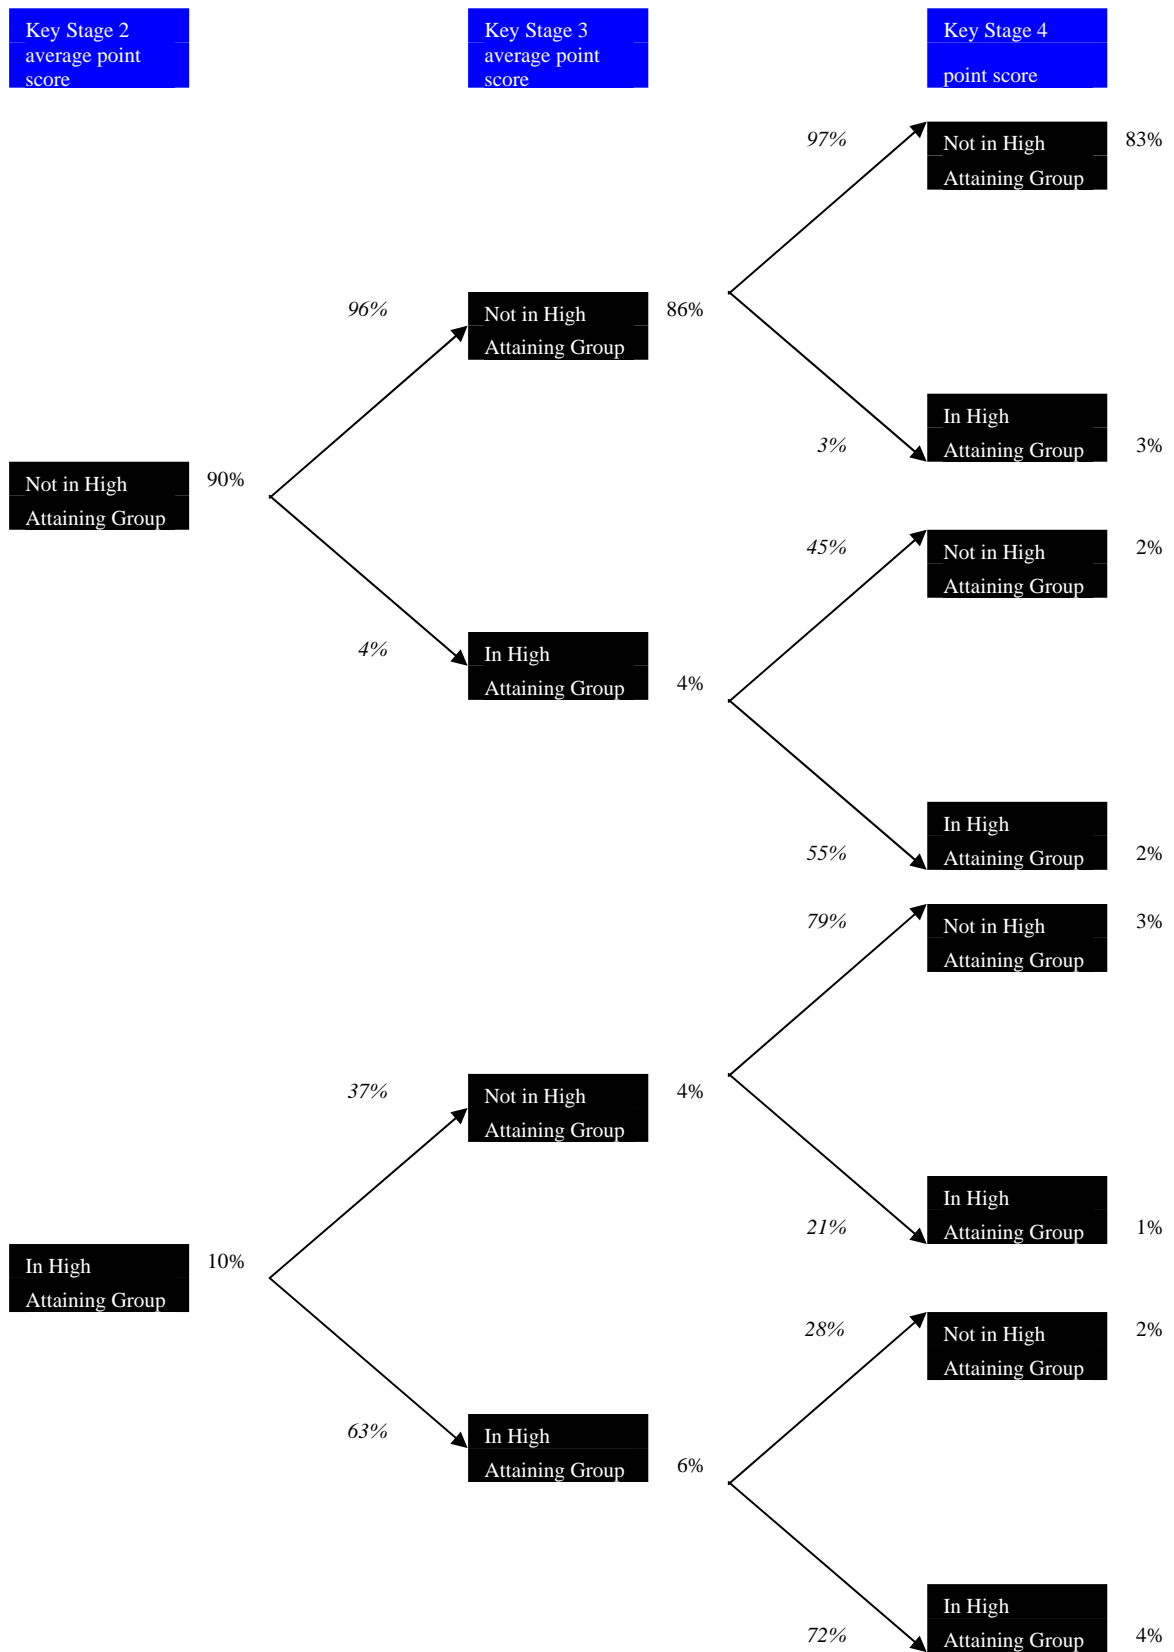 Key Stage 2
average point
score
Key Stage 3
average point
score
Key Stage 4
point score
97%
Not in High
Attaining Group
83%
96%
Not in High
Attaining Group
86%
3%
In High
Attaining Group
3%
Not in High
Attaining Group
90%
45%
Not in High
Attaining Group
2%
4%
In High
Attaining Group
4%
55%
In High
Attaining Group
2%
79%
Not in High
Attaining Group
3%
37%
Not in High
Attaining Group
4%
21%
In High
Attaining Group
1%
In High
Attaining Group
10%
28%
Not in High
Attaining Group
2%
63%
In High
Attaining Group
6%
72%
In High
Attaining Group
4%